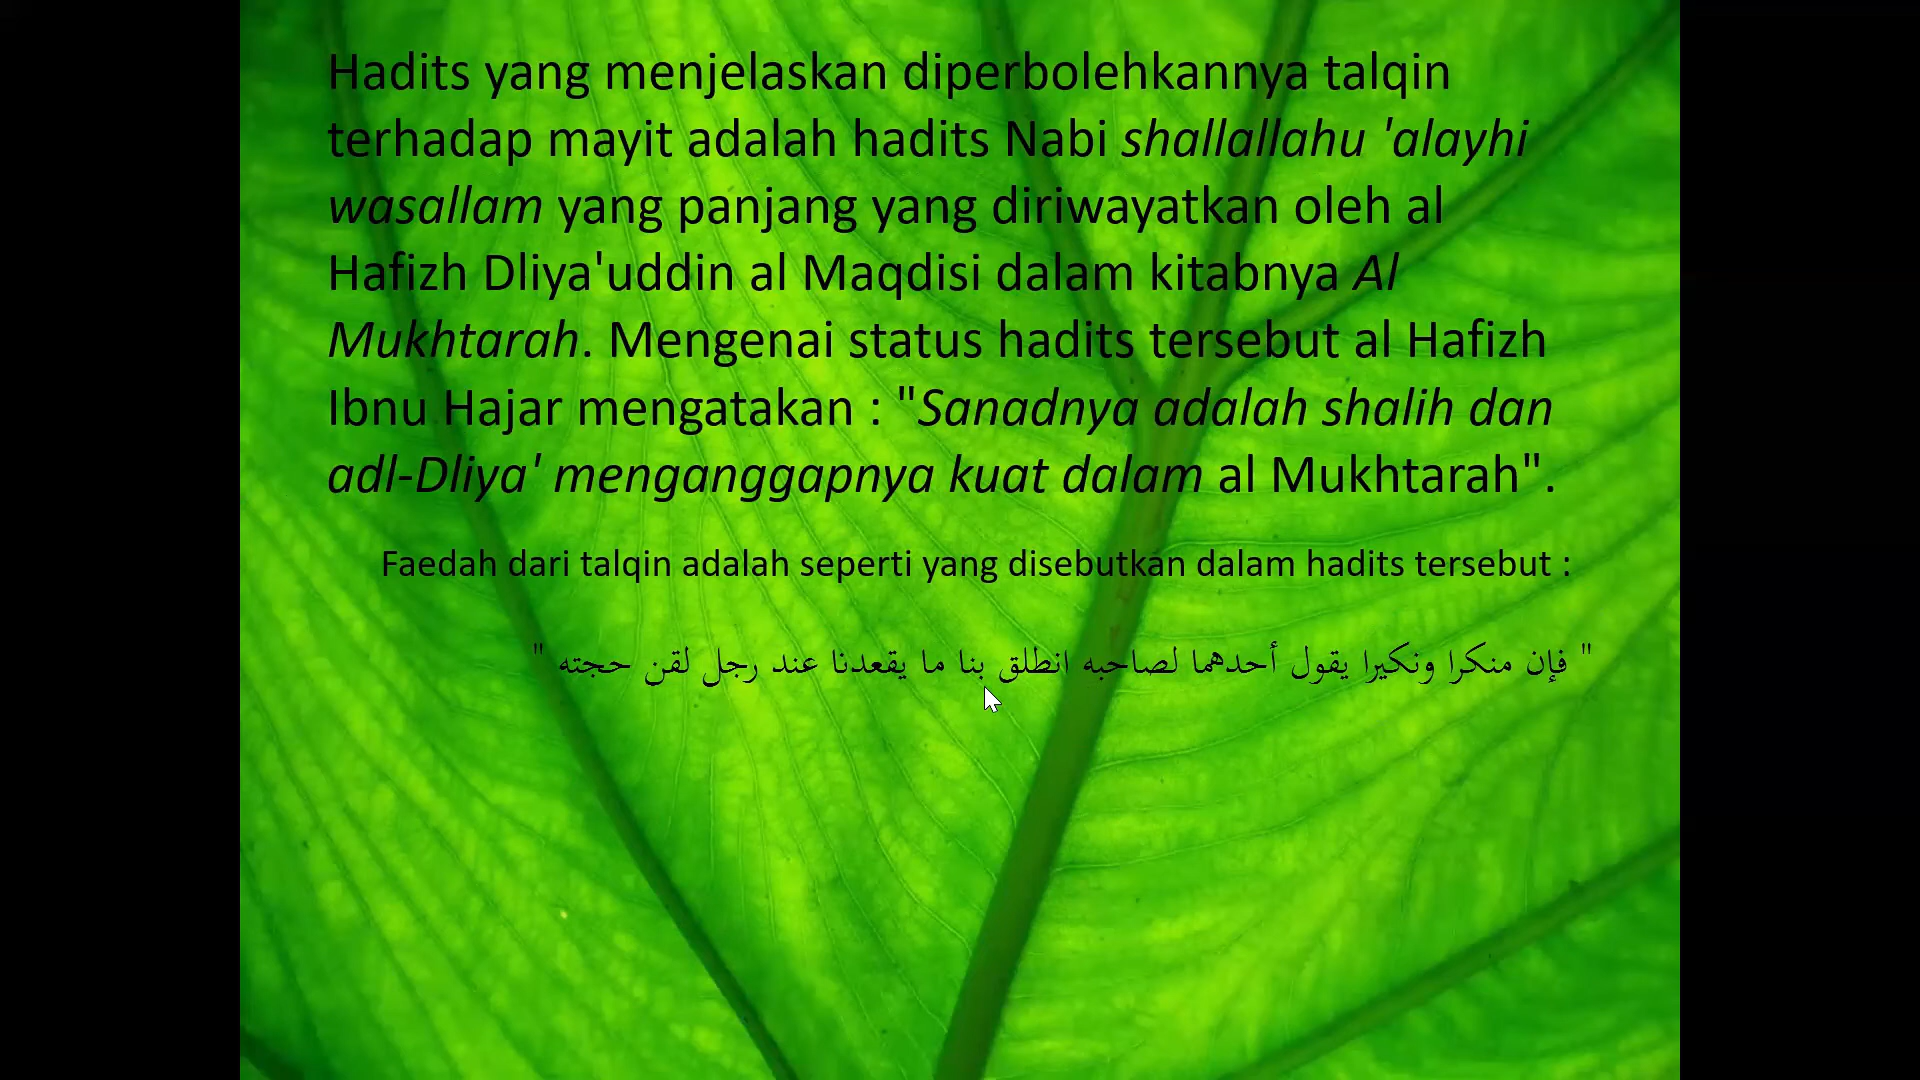 Hadits yang menjelaskan diperbolehkannya talqin
terhadap mayit adalah hadits Nabi shallallahu 'alayhi
wasallam yang panjang yang diriwayatkan oleh al
Hafizh Dliya'uddin al Maqdisi dalam kitabnya Al
Mukhtarah. Mengenai status hadits tersebut al Hafizh
Ibnu Hajar mengatakan : "Sanadnya adalah shalih dan
adl-Dliya' menganggapnya kuat dalam al Mukhtarah".
Faedah dari talqin adalah seperti yang disebutkan dalam hadits tersebut :
" فإن منكرا ونكيرا يقول أحدهما لصاحبه انطلق بنا ما يقعدنا عند رجل لقن حجته "